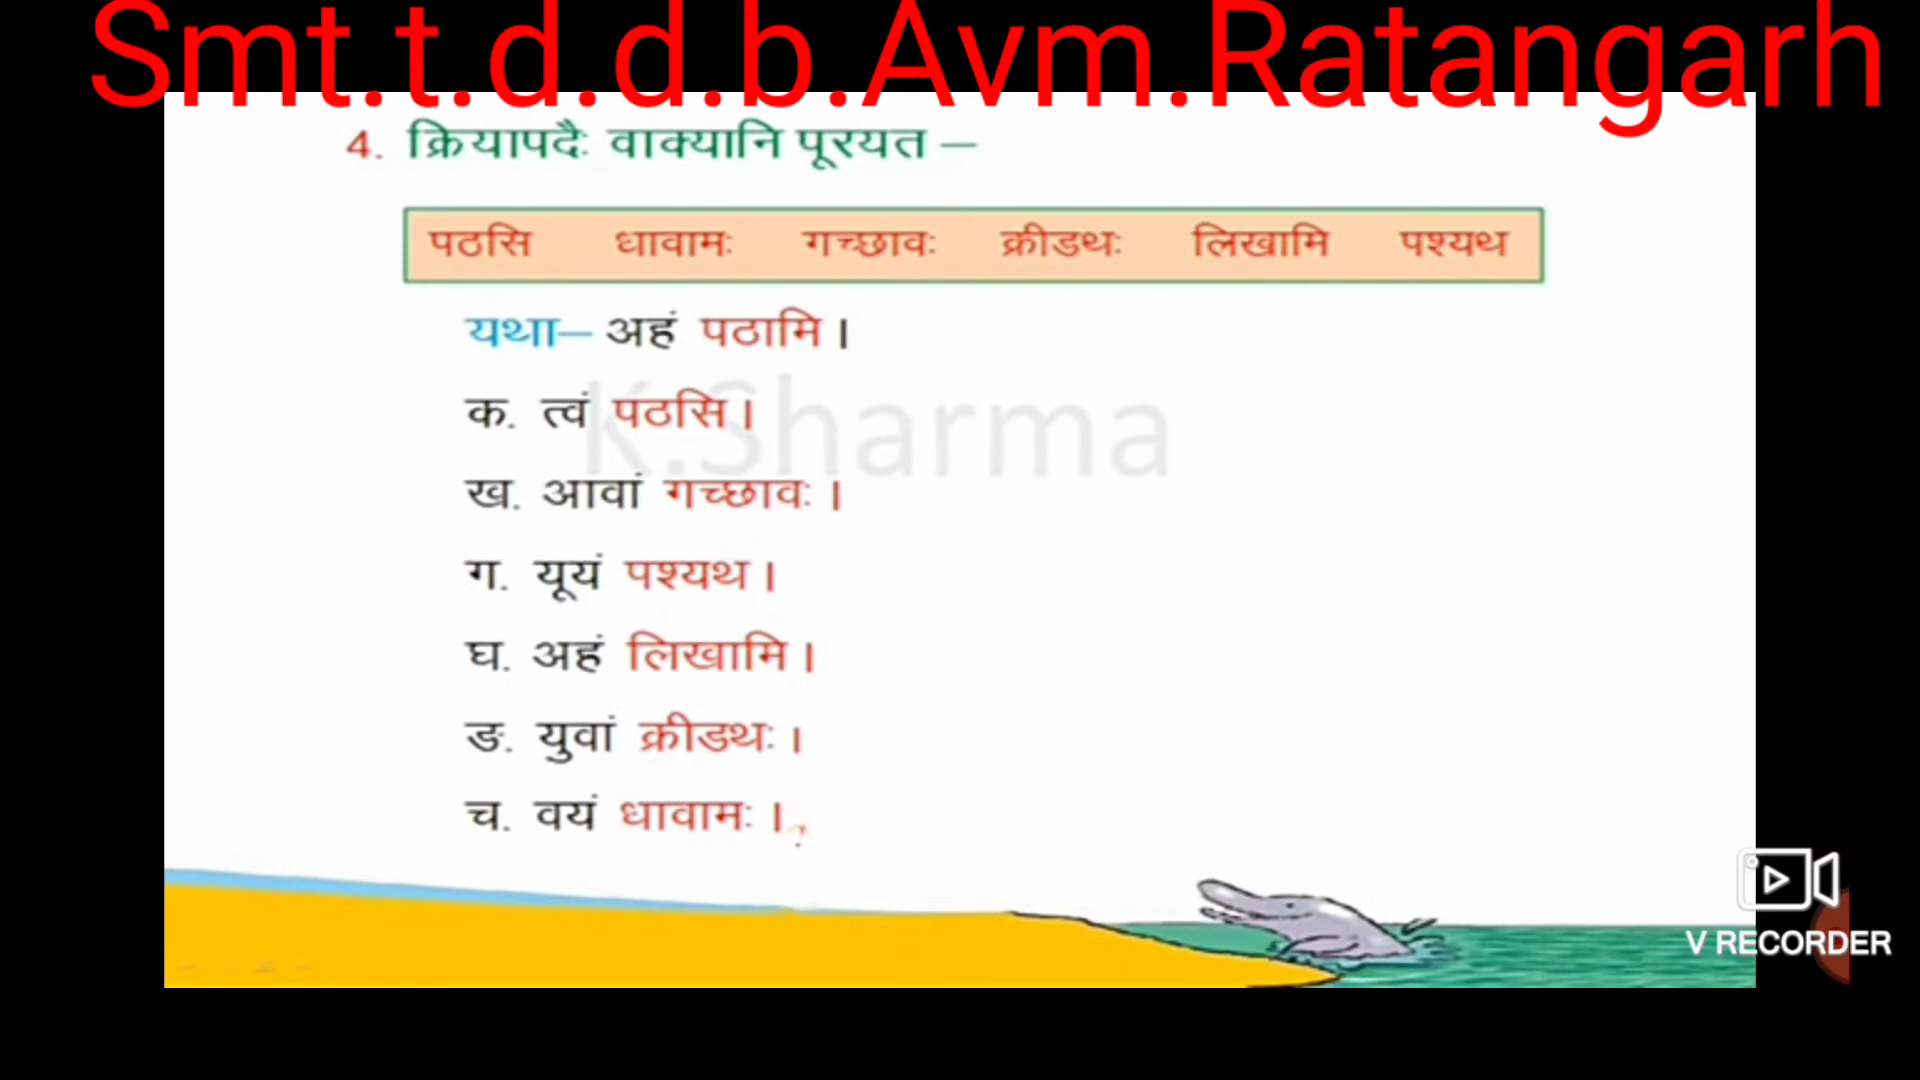 Smt.t.d.d.b.Avm.Ratangarh
4. क्रियापदैः वाक्यानि पूरयत –
पठसि धावामः गच्छावः क्रीडथः लिखामि पश्यथ
यथा– अहं पठामि।
K.Sharma
क. त्वं पठसि।
ख. आवां गच्छावः।
ग. यूयं पश्यथ।
घ. अहं लिखामि।
ङ. युवां क्रीडथः।
च. वयं धावामः।
V RECORDER